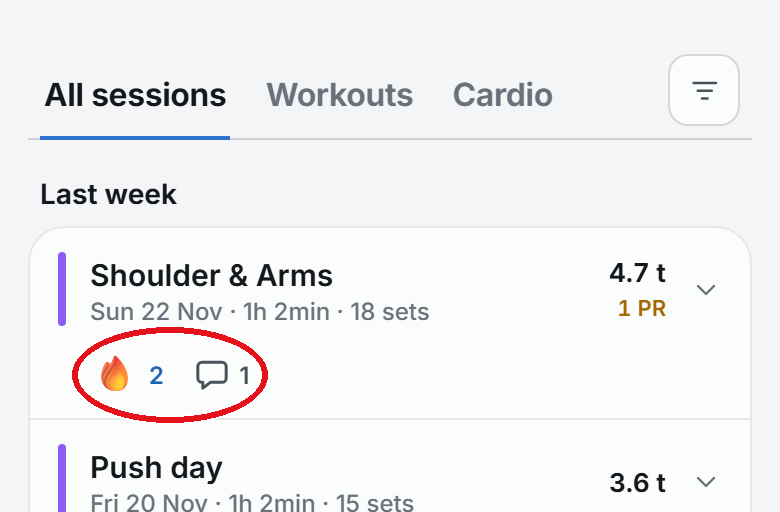 All sessions Workouts Cardio
Last week
Shoulder & Arms 4.7 t
Sun 22 Nov · 1h 2min · 18 sets 1 PR
2 1
Push day 3.6 t
Fri 20 Nov · 1h 2min · 15 sets